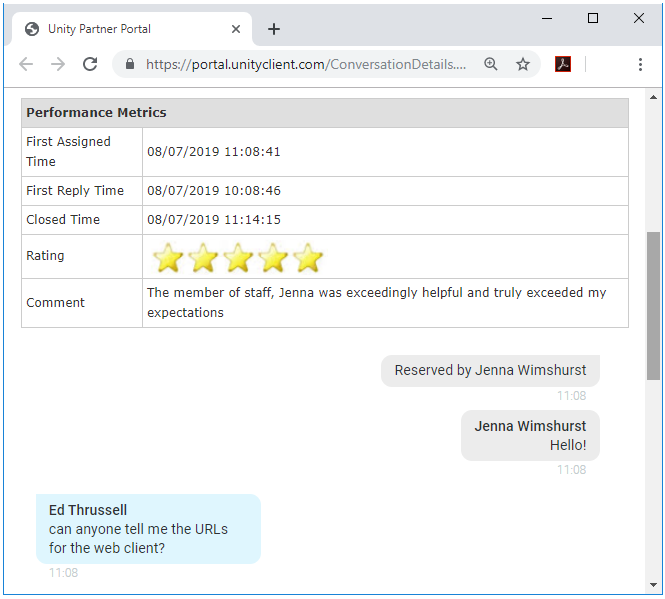 Unity Partner Portal
https://portal.unityclient.com/ConversationDetails....
Performance Metrics
First Assigned
Time
08/07/2019 11:08:41
First Reply Time
08/07/2019 10:08:46
Closed Time
08/07/2019 11:14:15
Rating
Comment
The member of staff, Jenna was exceedingly helpful and truly exceeded my
expectations
Reserved by Jenna Wimshurst
11:08
Jenna Wimshurst
Hello!
11:08
Ed Thrussell
can anyone tell me the URLs
for the web client?
11:08